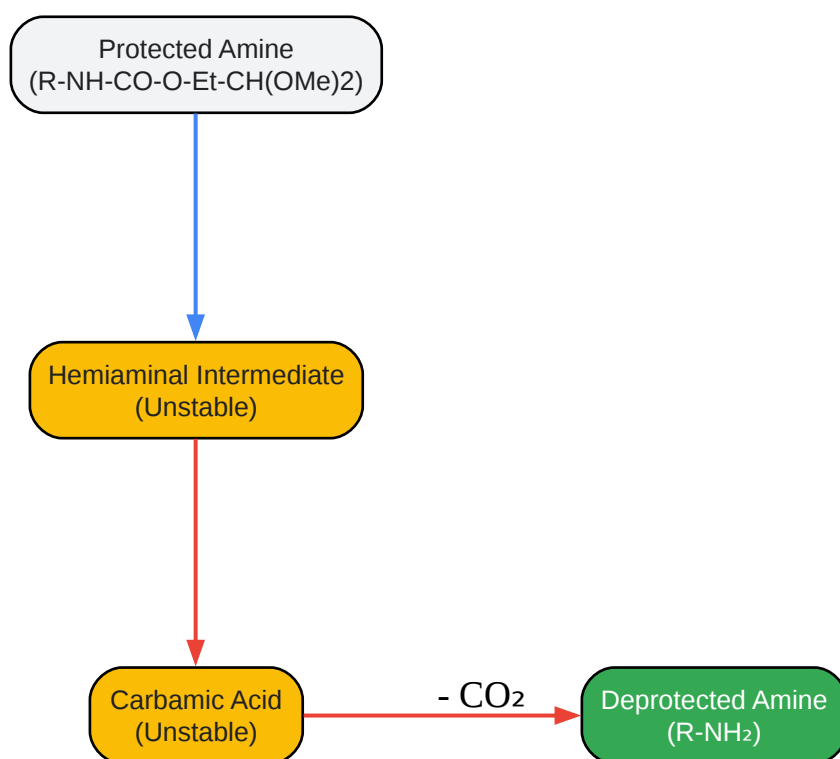 Protected Amine
(R-NH-CO-O-Et-CH(OMe)2)
Hemiaminal Intermediate
(Unstable)
Carbamic Acid
(Unstable)
- CO₂
Deprotected Amine
(R-NH₂)